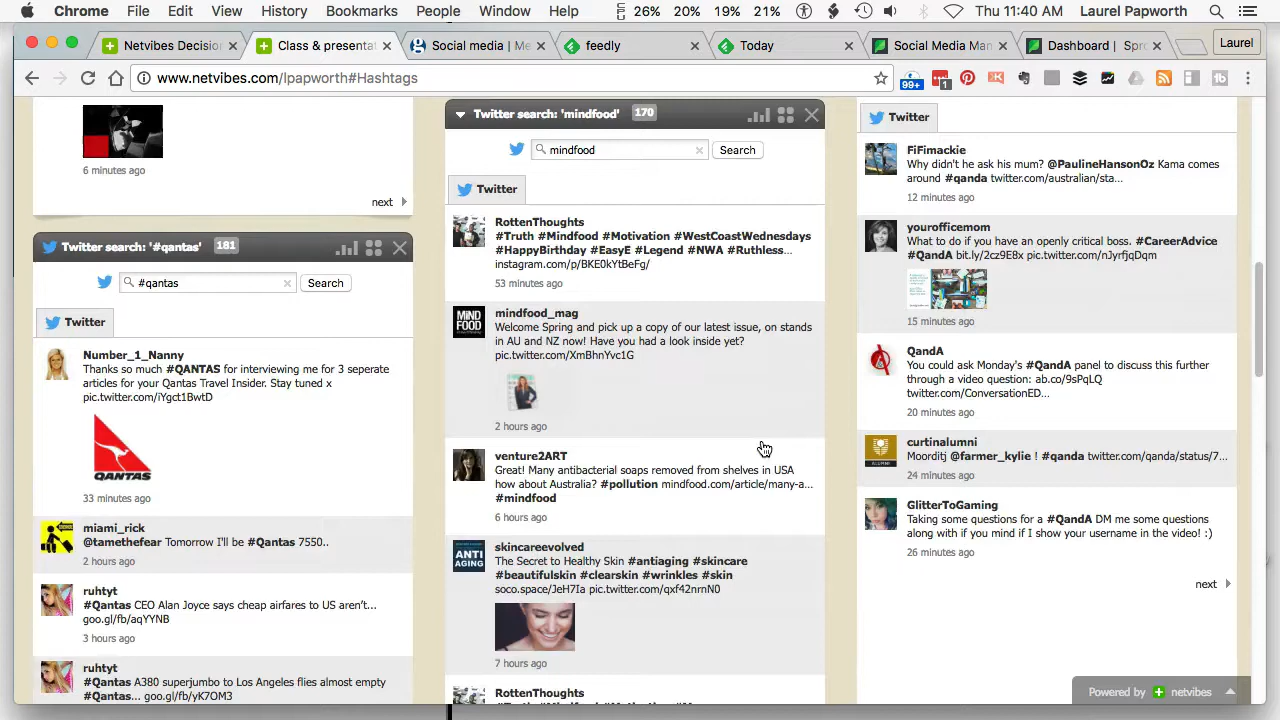 Chrome File Edit View History Bookmarks People Window Help 26% 20% 19% 21% Thu 11:40 AM Laurel Papworth
Netvibes Decisio
Class & presentat
Social media | Me
feedly
Today
Social Media Man
Dashboard | Spro
Laurel
www.netvibes.com/lpapworth#Hashtags
99+
1
6 minutes ago
next
Twitter search: '#qantas' 181
#qantas
Search
Twitter
Number_1_Nanny
Thanks so much #QANTAS for interviewing me for 3 seperate
articles for your Qantas Travel Insider. Stay tuned x
pic.twitter.com/iYgct1BwtD
QANTAS
33 minutes ago
miami_rick
@tamethefear Tomorrow I'll be #Qantas 7550..
2 hours ago
ruhtyt
#Qantas CEO Alan Joyce says cheap airfares to US aren't...
goo.gl/fb/aqYYNB
3 hours ago
ruhtyt
#Qantas A380 superjumbo to Los Angeles flies almost empty
#Qantas... goo.gl/fb/yK7OM3
Twitter search: 'mindfood' 170
mindfood
Search
Twitter
RottenThoughts
#Truth #Mindfood #Motivation #WestCoastWednesdays
#HappyBirthday #EasyE #Legend #NWA #Ruthless...
instagram.com/p/BKE0kYtBeFg/
53 minutes ago
MIND
FOOD
mindfood_mag
Welcome Spring and pick up a copy of our latest issue, on stands
in AU and NZ now! Have you had a look inside yet?
pic.twitter.com/XmBhnYvc1G
2 hours ago
venture2ART
Great! Many antibacterial soaps removed from shelves in USA
how about Australia? #pollution mindfood.com/article/many-a...
#mindfood
6 hours ago
ANTI
AGING
skincareevolved
The Secret to Healthy Skin #antiaging #skincare
#beautifulskin #clearskin #wrinkles #skin
soco.space/JeH7Ia pic.twitter.com/qxf42nrnN0
7 hours ago
RottenThoughts
Twitter
FiFimackie
Why didn't he ask his mum? @PaulineHansonOz Kama comes
around #qanda twitter.com/australian/sta...
12 minutes ago
yourofficemom
What to do if you have an openly critical boss. #CareerAdvice
#QandA bit.ly/2cz9E8x pic.twitter.com/nJyrfjqDqm
15 minutes ago
QandA
You could ask Monday's #QandA panel to discuss this further
through a video question: ab.co/9sPqLQ
twitter.com/ConversationED...
20 minutes ago
ALUMNI
curtinalumni
Moorditj @farmer_kylie ! #qanda twitter.com/qanda/status/7...
24 minutes ago
GlitterToGaming
Taking some questions for a #QandA DM me some questions
along with if you mind if I show your username in the video! :)
26 minutes ago
next
Powered by netvibes